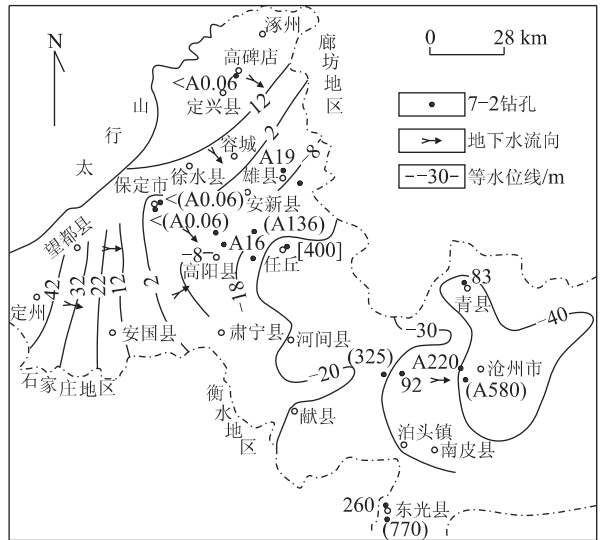 N
涿州
高碑店
<A0.06
定兴县
廊坊地区
0 28 km
7-2钻孔
地下水流向
--30- 等水位线/m
太行山
12
2
容城
徐水县
A19
雄县
-8
安新县
保定市
<(A0.06)
<(A0.06)
(A136)
A16
-8-
高阳县
[400]
任丘
-18
望都县
42
32
22
12
2
定州
安国县
肃宁县
河间县
石家庄地区
衡水地区
-20
献县
83
青县
-40
-30
(325)
92
A220
沧州市
(A580)
泊头镇
南皮县
260
东光县
(770)